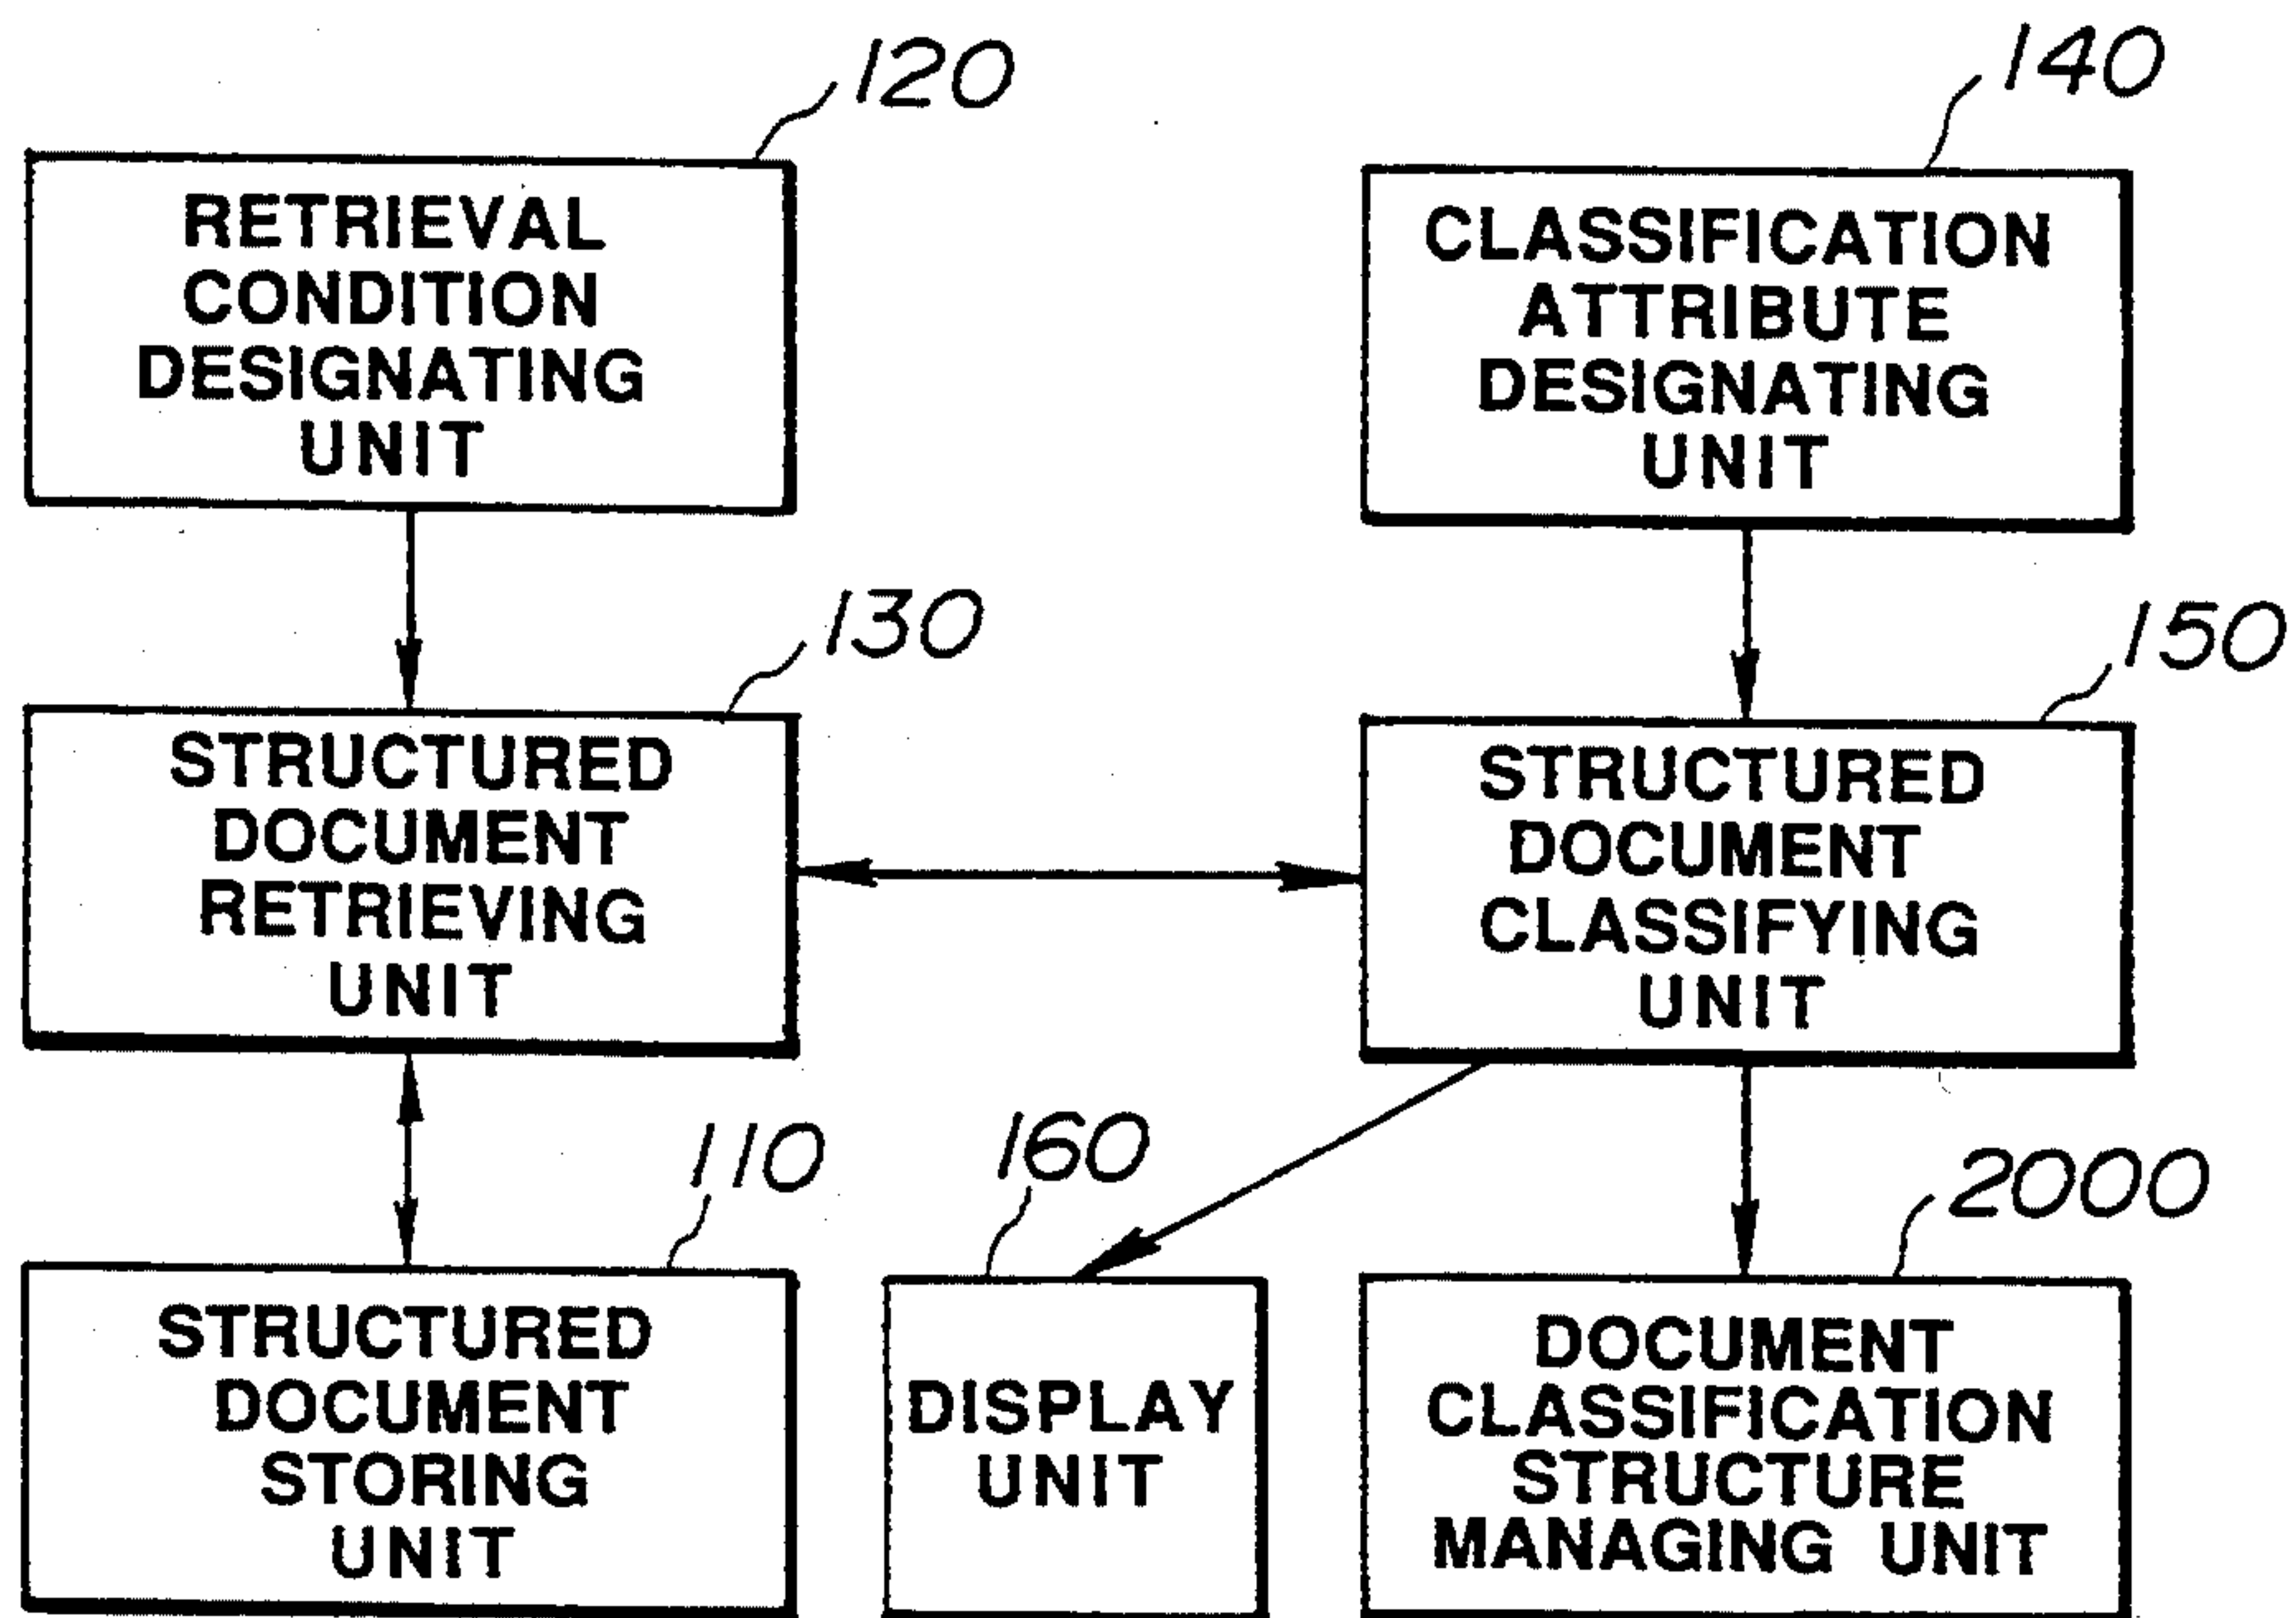 120
RETRIEVAL
CONDITION
DESIGNATING
UNIT
140
CLASSIFICATION
ATTRIBUTE
DESIGNATING
UNIT
130
STRUCTURED
DOCUMENT
RETRIEVING
UNIT
150
STRUCTURED
DOCUMENT
CLASSIFYING
UNIT
110
STRUCTURED
DOCUMENT
STORING
UNIT
160
DISPLAY
UNIT
2000
DOCUMENT
CLASSIFICATION
STRUCTURE
MANAGING UNIT